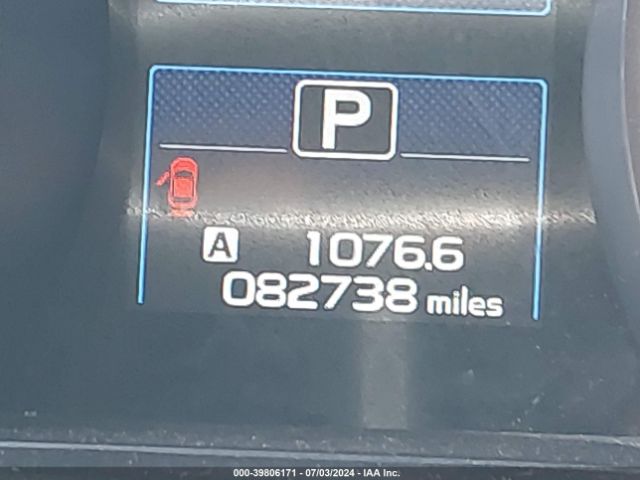 P
A 1076.6
082738 miles
000-39806171 - 07/03/2024 - IAA Inc.